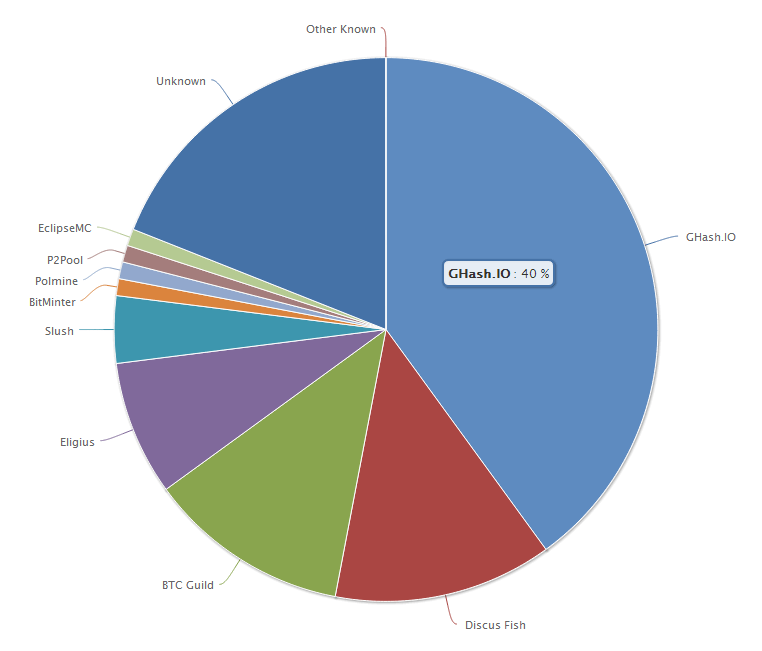 Other Known
Unknown
EclipseMC
P2Pool
Polmine
BitMinter
Slush
Eligius
BTC Guild
Discus Fish
GHash.IO
GHash.IO : 40 %